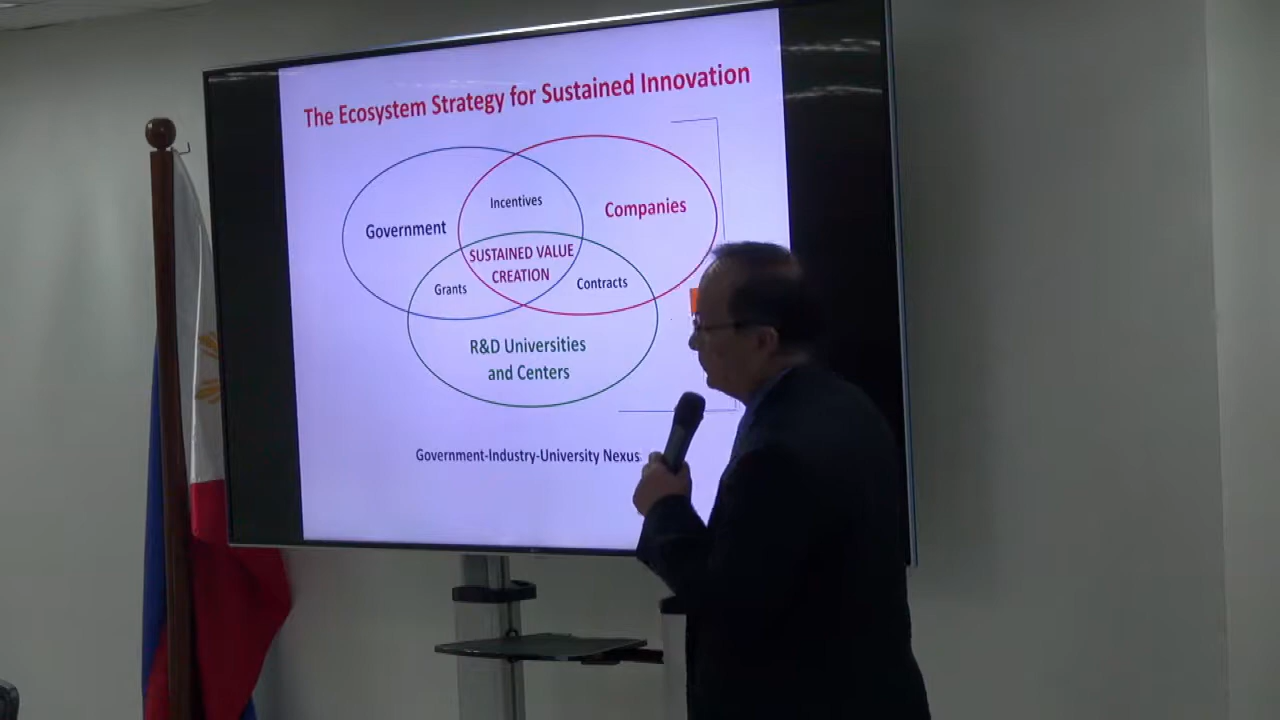 The Ecosystem Strategy for Sustained Innovation
Incentives
Government
Companies
SUSTAINED VALUE
CREATION
Grants
Contracts
R&D Universities
and Centers
Government-Industry-University Nexus